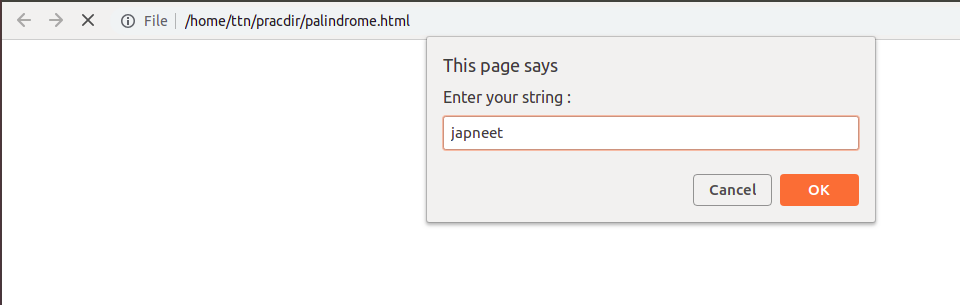 File /home/ttn/pracdir/palindrome.html
This page says
Enter your string :
japneet
Cancel OK